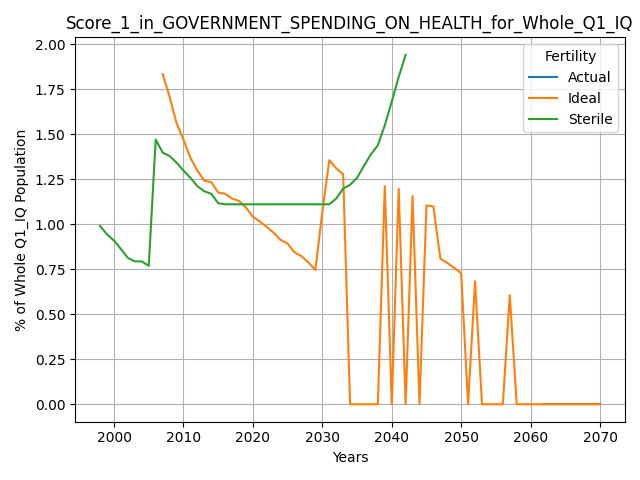 Score_1_in_GOVERNMENT_SPENDING_ON_HEALTH_for_Whole_Q1_IQ
Fertility
Actual
Ideal
Sterile
% of Whole Q1_IQ Population
2.00
1.75
1.50
1.25
1.00
0.75
0.50
0.25
0.00
2000 2010 2020 2030 2040 2050 2060 2070
Years